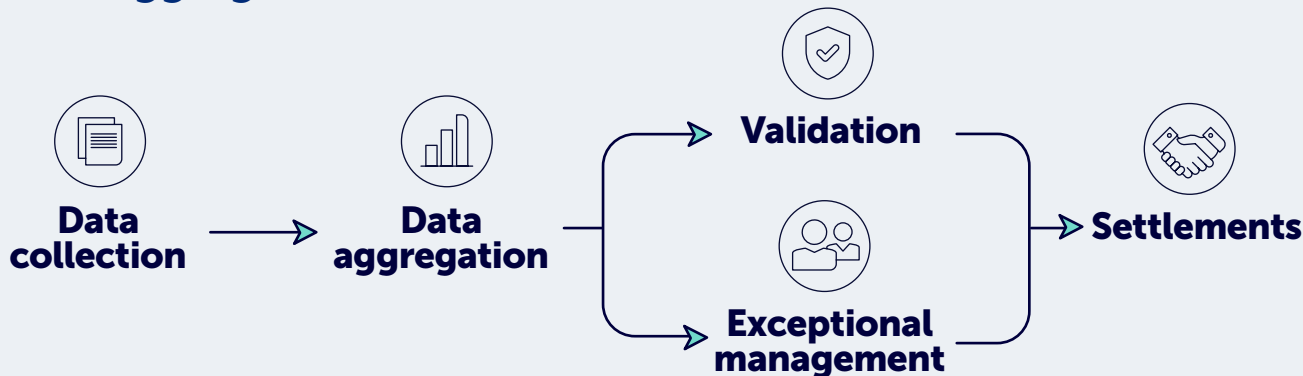 Data
collection
Data
aggregation
Validation
Exceptional
management
Settlements